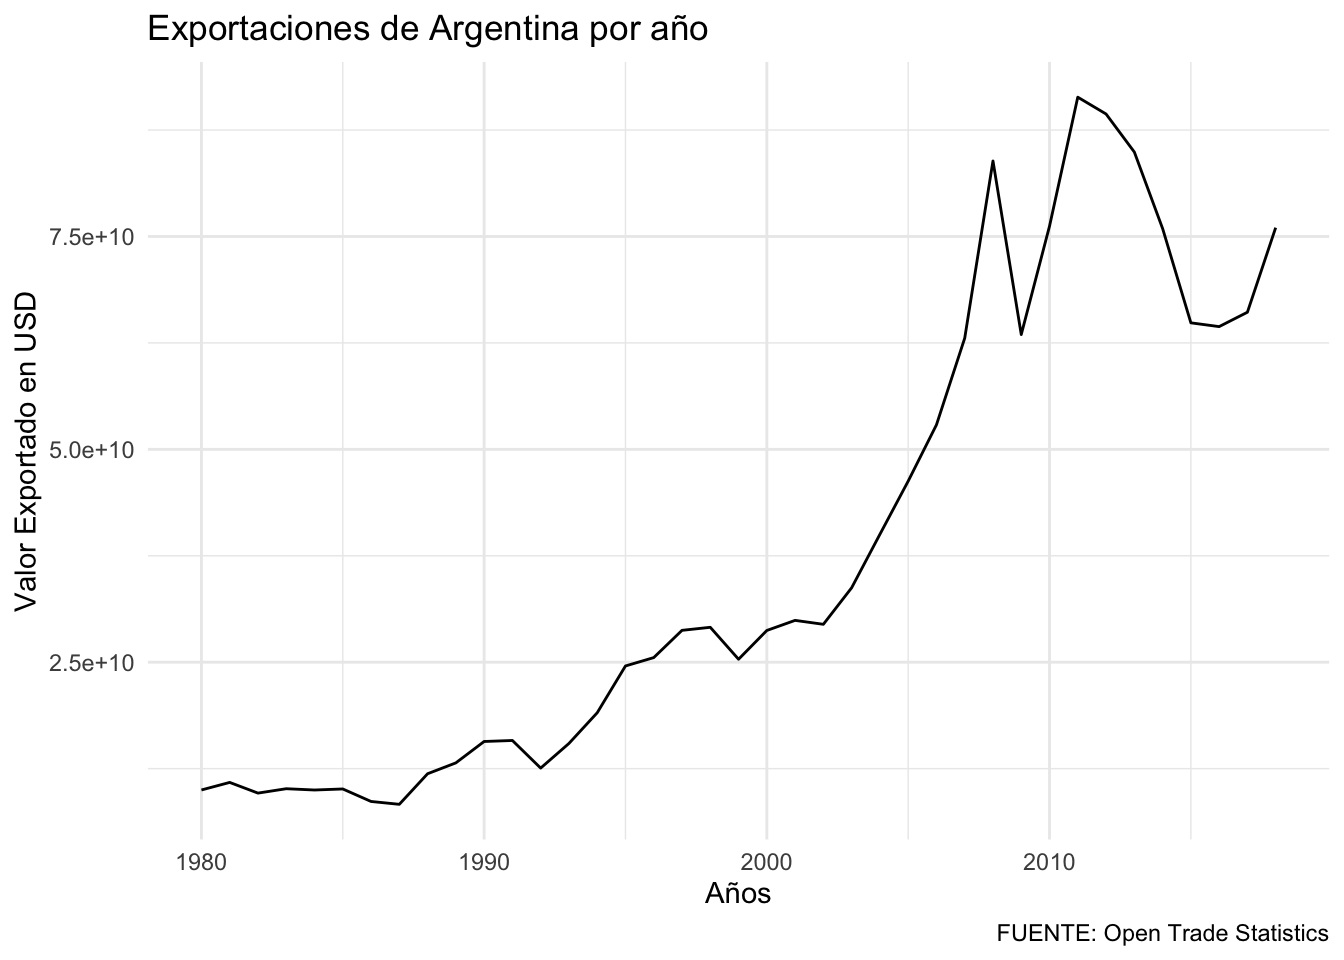 Exportaciones de Argentina por año
Valor Exportado en USD
7.5e+10
5.0e+10
2.5e+10
1980 1990 2000 2010
Años
FUENTE: Open Trade Statistics